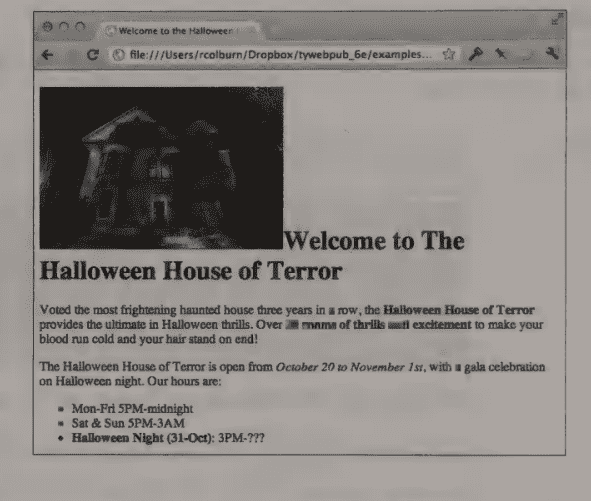 Welcome to the Halloween
file:///Users/rcolburn/Dropbox/tywebpub_6e/examples...
Welcome to The
Halloween House of Terror
Voted the most frightening haunted house three years in a row, the Halloween House of Terror
provides the ultimate in Halloween thrills. Over rooms of thrills and excitement to make your
blood run cold and your hair stand on end!
The Halloween House of Terror is open from October 20 to November 1st, with a gala celebration
on Halloween night. Our hours are:
Mon-Fri 5PM-midnight
Sat & Sun 5PM-3AM
Halloween Night (31-Oct): 3PM-???